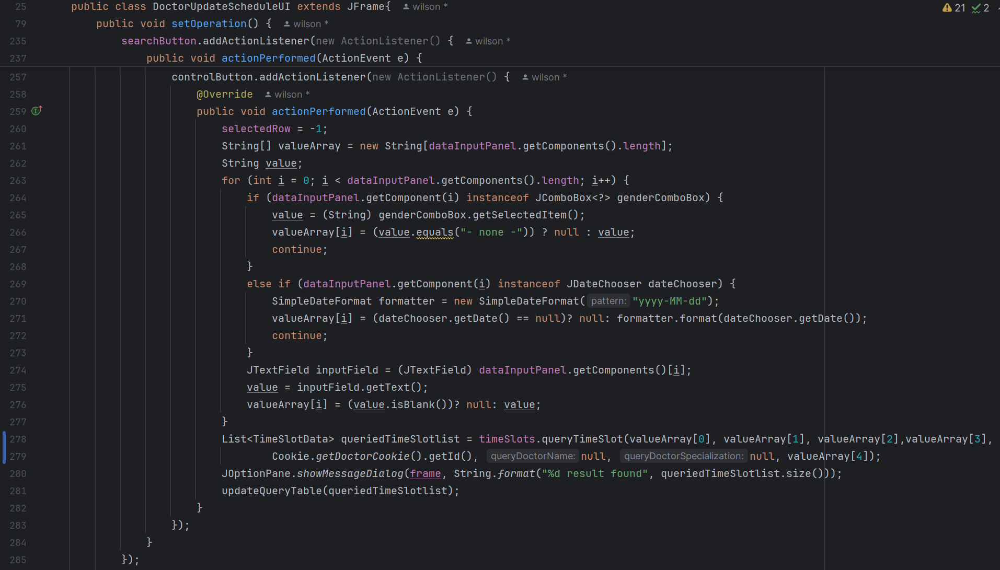 25 public class DoctorUpdateScheduleUI extends JFrame{ wilson *
79 public void setOperation() { wilson *
235 searchButton.addActionListener(new ActionListener() { wilson *
237 public void actionPerformed(ActionEvent e) {
21 2
257 controlButton.addActionListener(new ActionListener() { wilson *
258 @Override wilson *
259 public void actionPerformed(ActionEvent e) {
260 selectedRow = -1;
261 String[] valueArray = new String[dataInputPanel.getComponents().length];
262 String value;
263 for (int i = 0; i < dataInputPanel.getComponents().length; i++) {
264 if (dataInputPanel.getComponent(i) instanceof JComboBox<?> genderComboBox) {
265 value = (String) genderComboBox.getSelectedItem();
266 valueArray[i] = (value.equals("- none -")) ? null : value;
267 continue;
268 }
269 else if (dataInputPanel.getComponent(i) instanceof JDateChooser dateChooser) {
270 SimpleDateFormat formatter = new SimpleDateFormat( pattern: "yyyy-MM-dd");
271 valueArray[i] = (dateChooser.getDate() == null)? null: formatter.format(dateChooser.getDate());
272 continue;
273 }
274 JTextField inputField = (JTextField) dataInputPanel.getComponents()[i];
275 value = inputField.getText();
276 valueArray[i] = (value.isBlank())? null: value;
277 }
278 List<TimeSlotData> queriedTimeSlotlist = timeSlots.queryTimeSlot(valueArray[0], valueArray[1], valueArray[2],valueArray[3],
279 Cookie.getDoctorCookie().getId(), queryDoctorName: null, queryDoctorSpecialization: null, valueArray[4]);
280 JOptionPane.showMessageDialog(frame, String.format("%d result found", queriedTimeSlotlist.size()));
281 updateQueryTable(queriedTimeSlotlist);
282 }
283 });
284 }
285 });